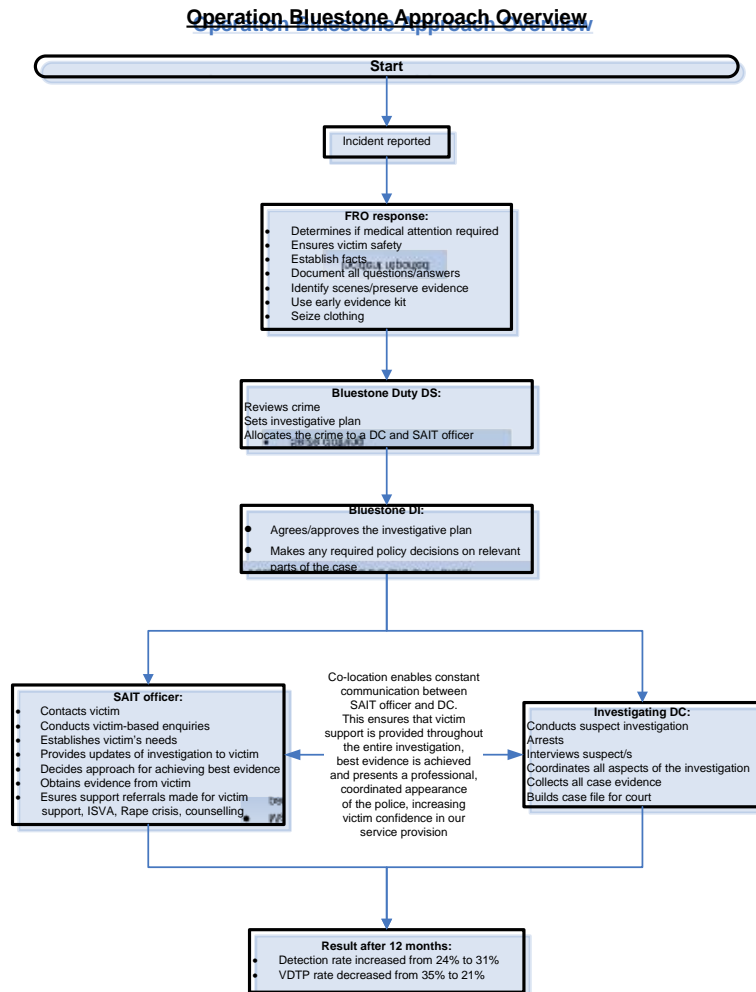 Operation Bluestone Approach Overview
Start
Incident reported
FRO response:
• Determines if medical attention required
• Ensures victim safety
• Establish facts
• Document all questions/answers
• Identify scenes/preserve evidence
• Use early evidence kit
• Seize clothing
Bluestone Duty DS:
Reviews crime
Sets investigative plan
Allocates the crime to a DC and SAIT officer
Bluestone DI:
• Agrees/approves the investigative plan
• Makes any required policy decisions on relevant
parts of the case
SAIT officer:
• Contacts victim
• Conducts victim-based enquiries
• Establishes victim's needs
• Provides updates of investigation to victim
• Decides approach for achieving best evidence
• Obtains evidence from victim
• Esures support referrals made for victim
support, ISVA, Rape crisis, counselling
Co-location enables constant
communication between
SAIT officer and DC.
This ensures that victim
support is provided throughout
the entire investigation,
best evidence is achieved
and presents a professional,
coordinated appearance
of the police, increasing
victim confidence in our
service provision
Investigating DC:
Conducts suspect investigation
Arrests
Interviews suspect/s
Coordinates all aspects of the investigation
Collects all case evidence
Builds case file for court
Result after 12 months:
• Detection rate increased from 24% to 31%
• VDTP rate decreased from 35% to 21%